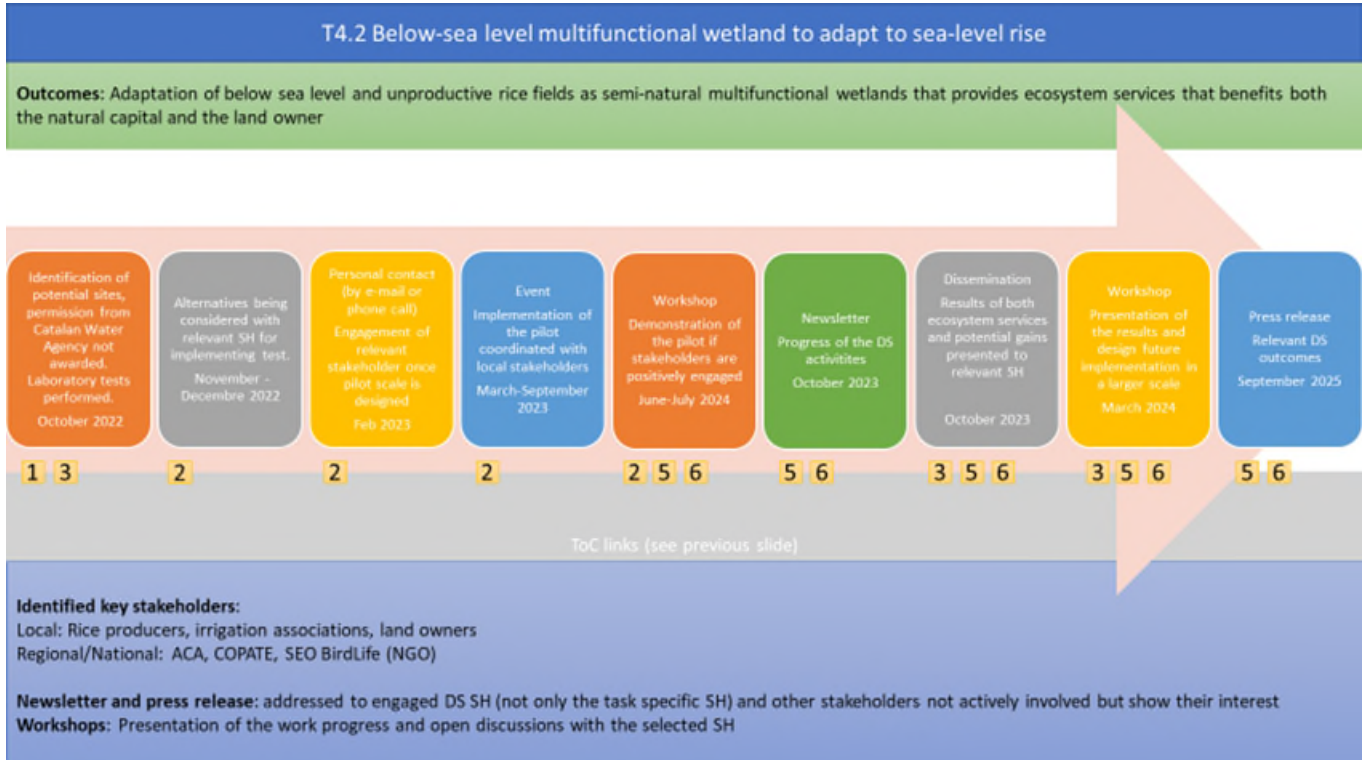 T4.2 Below-sea level multifunctional wetland to adapt to sea-level rise
Outcomes: Adaptation of below sea level and unproductive rice fields as semi-natural multifunctional wetlands that provides ecosystem services that benefits both
the natural capital and the land owner
Identification of
potential sites,
permission from
Catalan Water
Agency not
awarded.
Laboratory tests
performed.
October 2022
Alternatives being
considered with
relevant SH for
implementing test.
November -
Decembre 2022
Personal contact
(by e-mail or
phone call)
Engagement of
relevant
stakeholder once
pilot scale is
designed
Feb 2023
Event
Implementation of
the pilot
coordinated with
local stakeholders
March-September
2023
Workshop
Demonstration of
the pilot if
stakeholders are
positively engaged
June-July 2024
Newsletter
Progress of the DS
activitites
October 2023
Dissemination
Results of both
ecosystem services
and potential gains
presented to
relevant SH
October 2023
Workshop
Presentation of
the results and
design future
implementation in
a larger scale
March 2024
Press release
Relevant DS
outcomes
September 2025
1 3
2
2
2
2 5 6
5 6
3 5 6
3 5 6
5 6
ToC links (see previous slide)
Identified key stakeholders:
Local: Rice producers, irrigation associations, land owners
Regional/National: ACA, COPATE, SEO BirdLife (NGO)
Newsletter and press release: addressed to engaged DS SH (not only the task specific SH) and other stakeholders not actively involved but show their interest
Workshops: Presentation of the work progress and open discussions with the selected SH